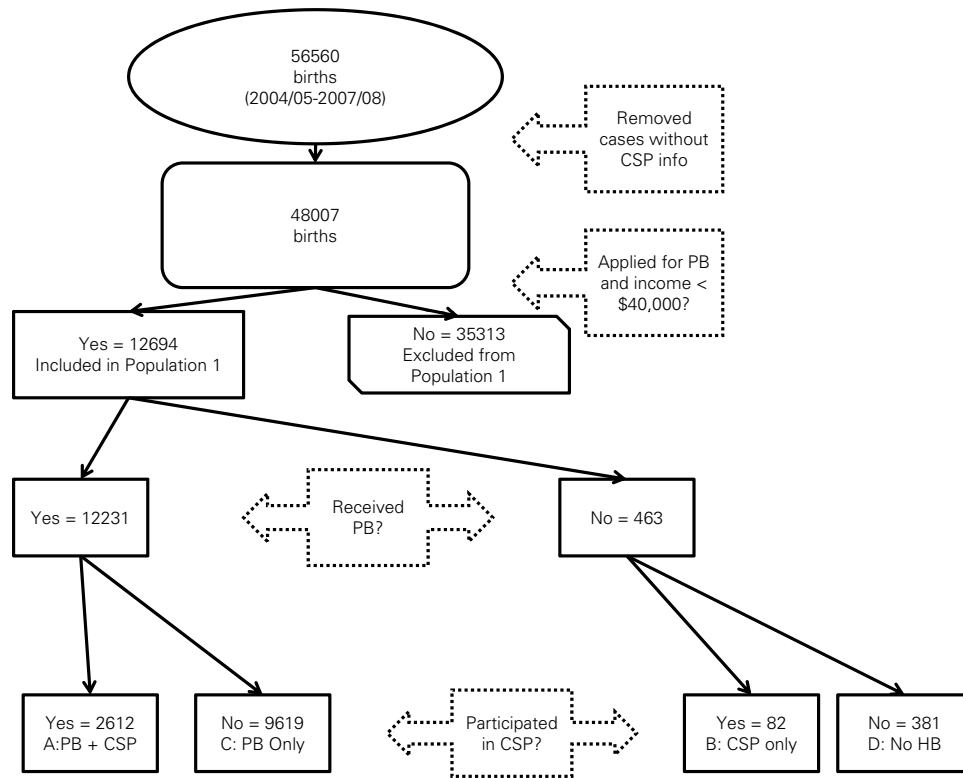 56560
births
(2004/05-2007/08)
Removed
cases without
CSP info
48007
births
Applied for PB
and income <
$40,000?
Yes = 12694
Included in Population 1
No = 35313
Excluded from
Population 1
Yes = 12231
Received
PB?
No = 463
Yes = 2612
A:PB + CSP
No = 9619
C: PB Only
Participated
in CSP?
Yes = 82
B: CSP only
No = 381
D: No HB